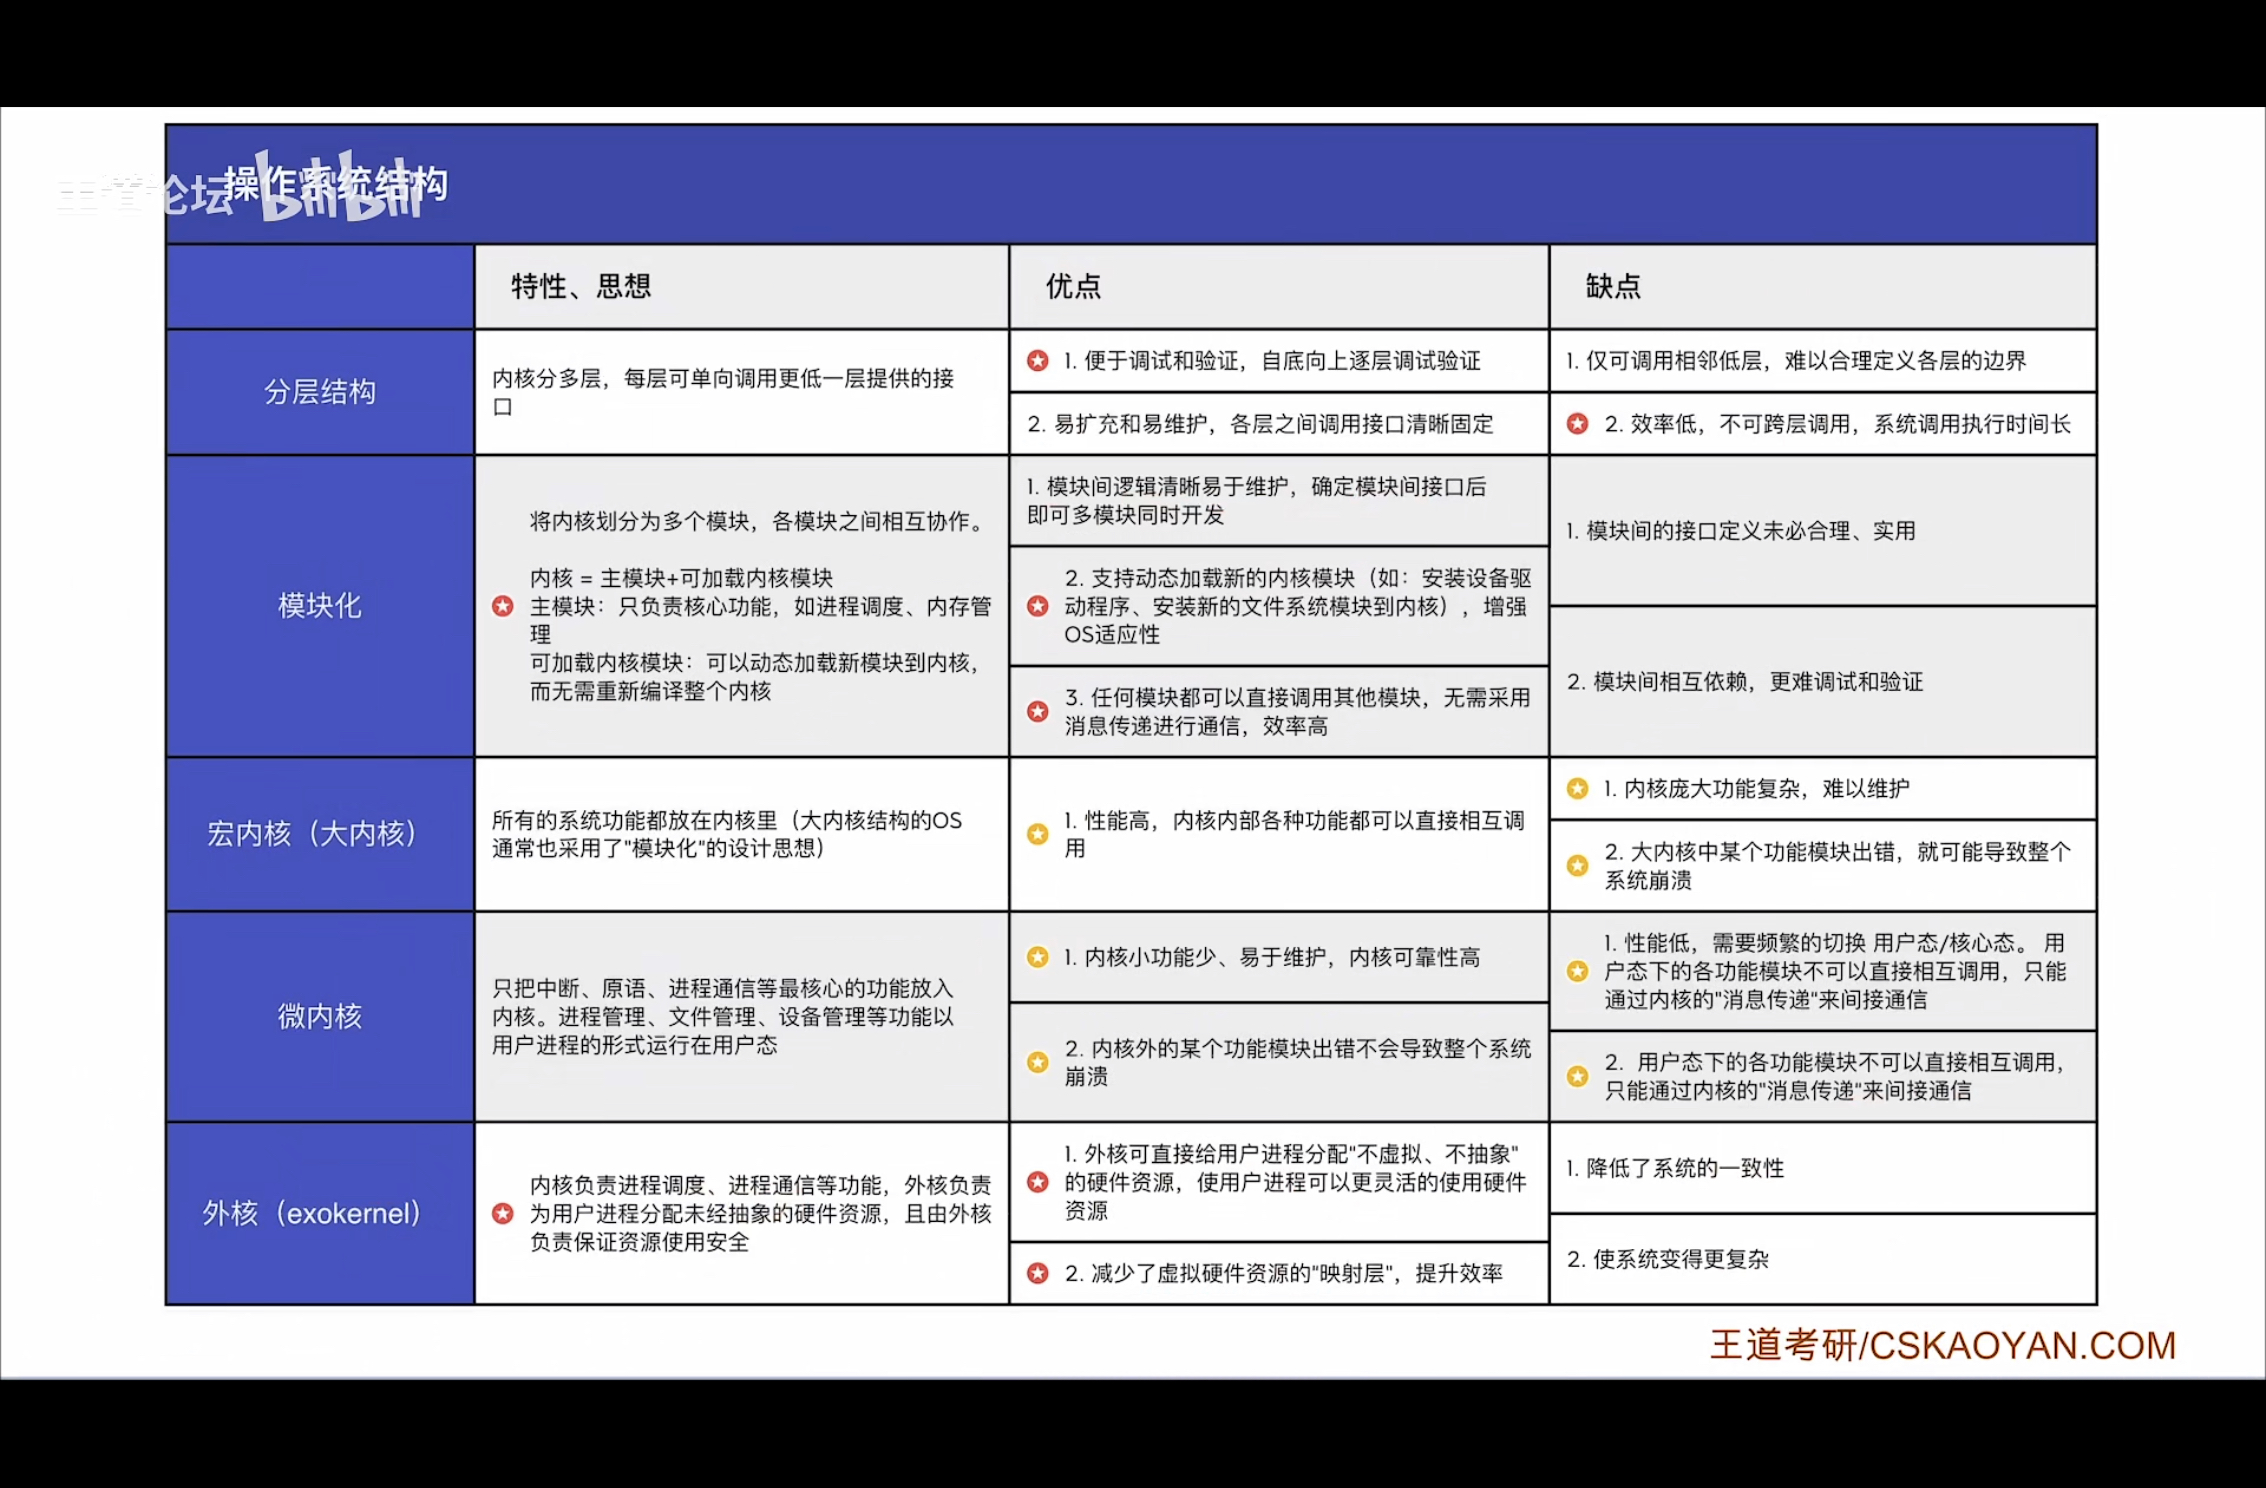 王道论坛 bilibili
操作系统结构
特性、思想
优点
缺点
分层结构
内核分多层，每层可单向调用更低一层提供的接
口
1. 便于调试和验证，自底向上逐层调试验证
2. 易扩充和易维护，各层之间调用接口清晰固定
1. 仅可调用相邻低层，难以合理定义各层的边界
2. 效率低，不可跨层调用，系统调用执行时间长
模块化
将内核划分为多个模块，各模块之间相互协作。
内核 = 主模块+可加载内核模块
主模块：只负责核心功能，如进程调度、内存管
理
可加载内核模块：可以动态加载新模块到内核，
而无需重新编译整个内核
1. 模块间逻辑清晰易于维护，确定模块间接口后
即可多模块同时开发
2. 支持动态加载新的内核模块（如：安装设备驱
动程序、安装新的文件系统模块到内核），增强
OS适应性
3. 任何模块都可以直接调用其他模块，无需采用
消息传递进行通信，效率高
1. 模块间的接口定义未必合理、实用
2. 模块间相互依赖，更难调试和验证
宏内核（大内核）
所有的系统功能都放在内核里（大内核结构的OS
通常也采用了"模块化"的设计思想）
1. 性能高，内核内部各种功能都可以直接相互调
用
1. 内核庞大功能复杂，难以维护
2. 大内核中某个功能模块出错，就可能导致整个
系统崩溃
微内核
只把中断、原语、进程通信等最核心的功能放入
内核。进程管理、文件管理、设备管理等功能以
用户进程的形式运行在用户态
1. 内核小功能少、易于维护，内核可靠性高
2. 内核外的某个功能模块出错不会导致整个系统
崩溃
1. 性能低，需要频繁的切换 用户态/核心态。 用
户态下的各功能模块不可以直接相互调用，只能
通过内核的"消息传递"来间接通信
2. 用户态下的各功能模块不可以直接相互调用，
只能通过内核的"消息传递"来间接通信
外核（exokernel）
内核负责进程调度、进程通信等功能，外核负责
为用户进程分配未经抽象的硬件资源，且由外核
负责保证资源使用安全
1. 外核可直接给用户进程分配"不虚拟、不抽象"
的硬件资源，使用户进程可以更灵活的使用硬件
资源
2. 减少了虚拟硬件资源的"映射层"，提升效率
1. 降低了系统的一致性
2. 使系统变得更复杂
王道考研/CSKAOYAN.COM